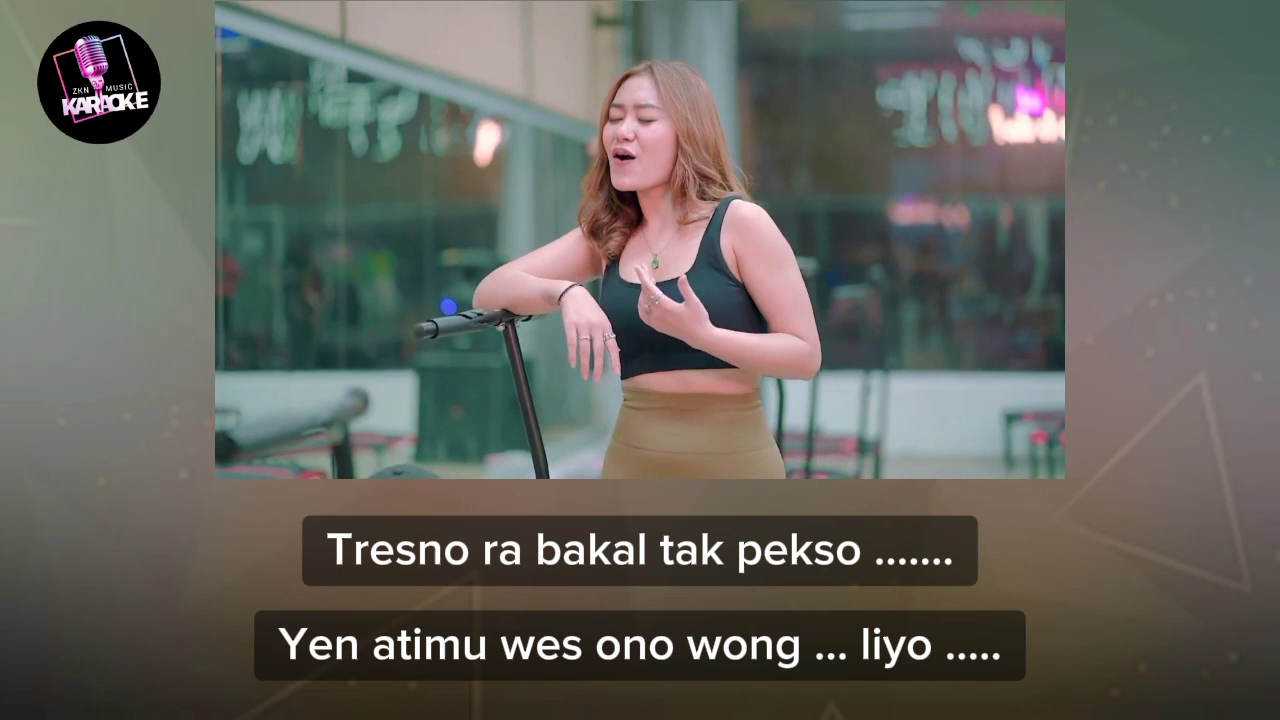 ZKN MUSIC
KARAOKE
Tresno ra bakal tak pekso .......
Yen atimu wes ono wong ... liyo .....